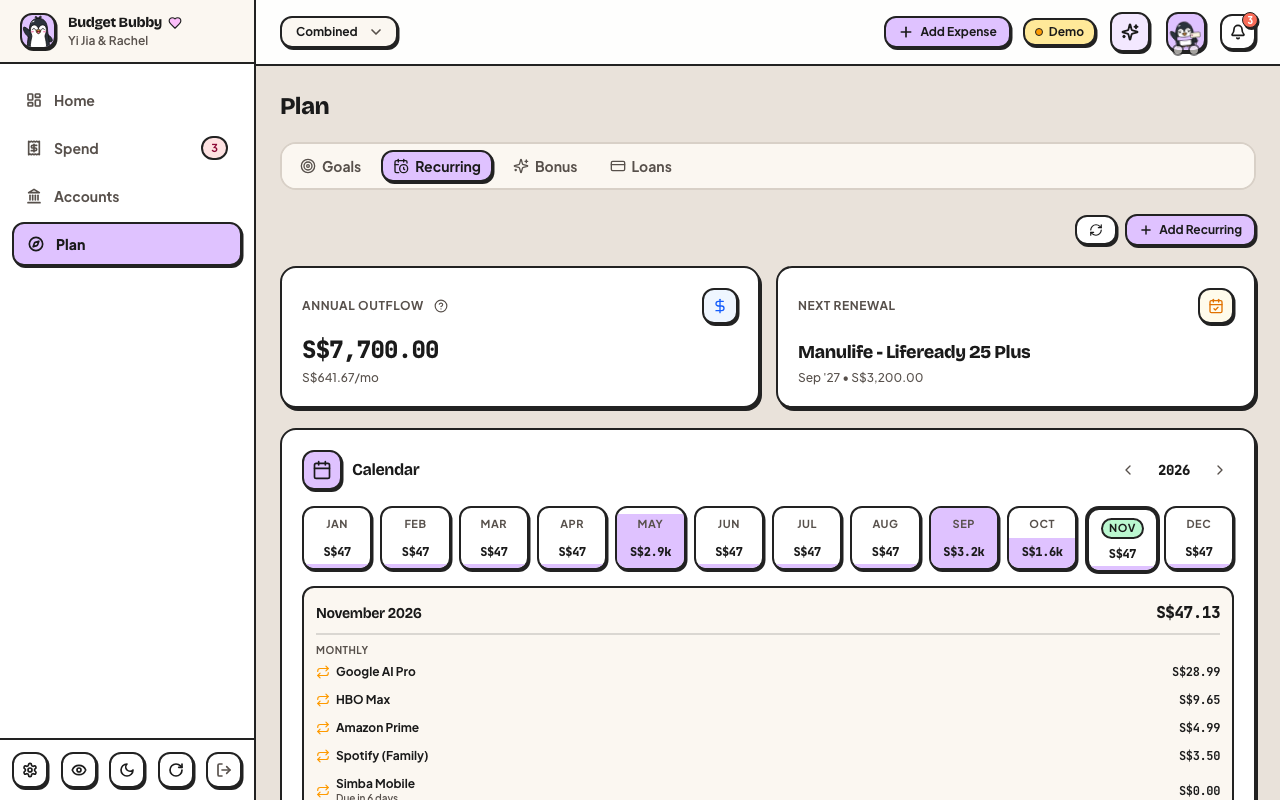 Budget Bubby
Yi Jia & Rachel
Combined
Add Expense
Demo
3
Home
Spend
3
Accounts
Plan
Plan
Goals
Recurring
Bonus
Loans
Add Recurring
ANNUAL OUTFLOW
S$7,700.00
S$641.67/mo
NEXT RENEWAL
Manulife - Lifeready 25 Plus
Sep '27 • S$3,200.00
Calendar
2026
JAN
S$47
FEB
S$47
MAR
S$47
APR
S$47
MAY
S$2.9k
JUN
S$47
JUL
S$47
AUG
S$47
SEP
S$3.2k
OCT
S$1.6k
NOV
S$47
DEC
S$47
November 2026
S$47.13
MONTHLY
Google AI Pro
S$28.99
HBO Max
S$9.65
Amazon Prime
S$4.99
Spotify (Family)
S$3.50
Simba Mobile
Due in 6 days
S$0.00